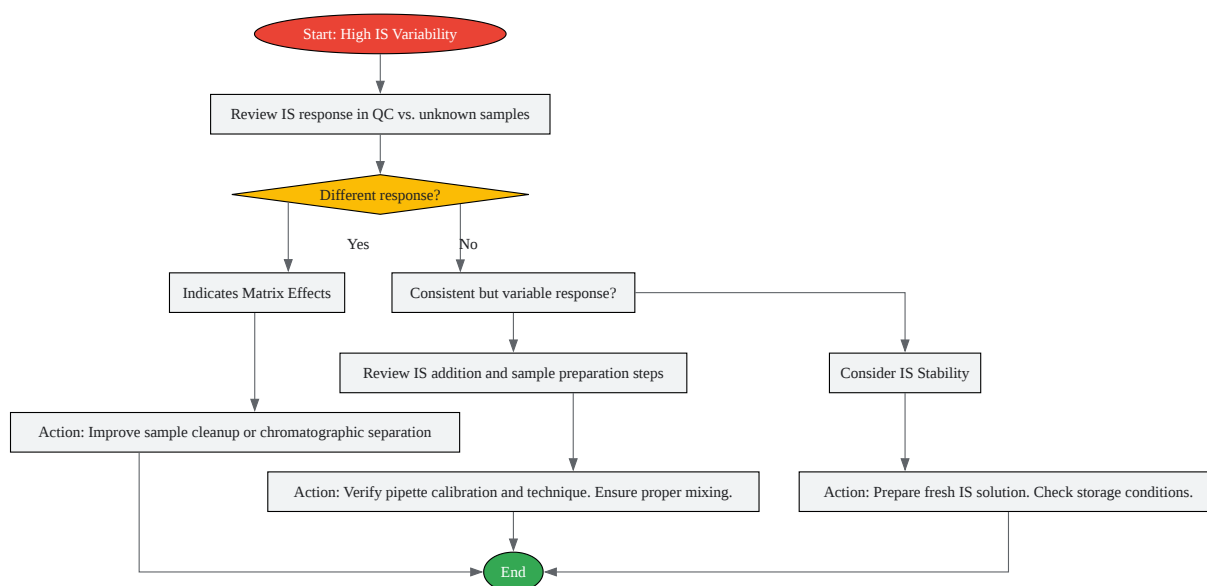 Start: High IS Variability
Review IS response in QC vs. unknown samples
Different response?
Yes
No
Indicates Matrix Effects
Consistent but variable response?
Review IS addition and sample preparation steps
Consider IS Stability
Action: Improve sample cleanup or chromatographic separation
Action: Verify pipette calibration and technique. Ensure proper mixing.
Action: Prepare fresh IS solution. Check storage conditions.
End